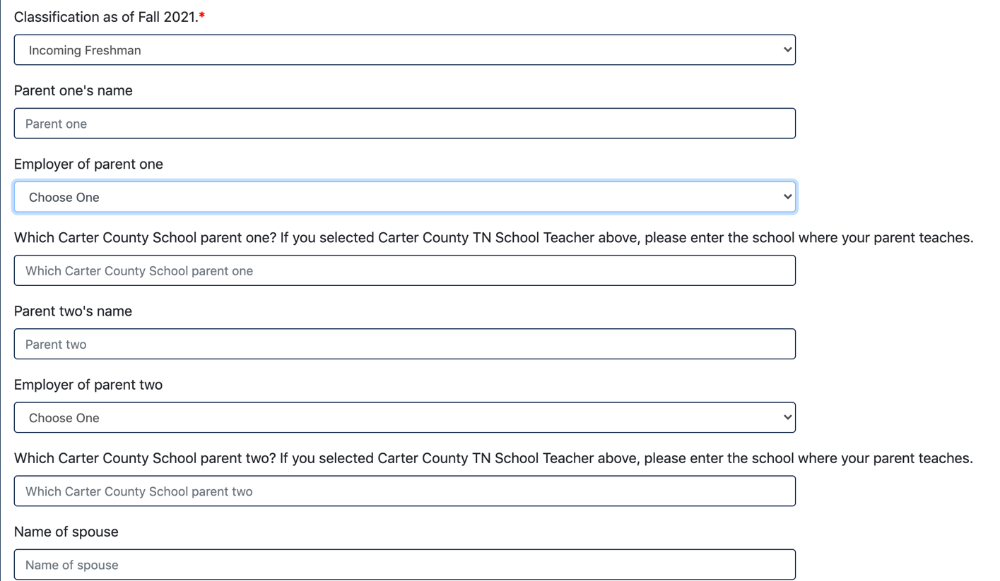 Classification as of Fall 2021.*
Incoming Freshman
Parent one's name
Parent one
Employer of parent one
Choose One
Which Carter County School parent one? If you selected Carter County TN School Teacher above, please enter the school where your parent teaches.
Which Carter County School parent one
Parent two's name
Parent two
Employer of parent two
Choose One
Which Carter County School parent two? If you selected Carter County TN School Teacher above, please enter the school where your parent teaches.
Which Carter County School parent two
Name of spouse
Name of spouse